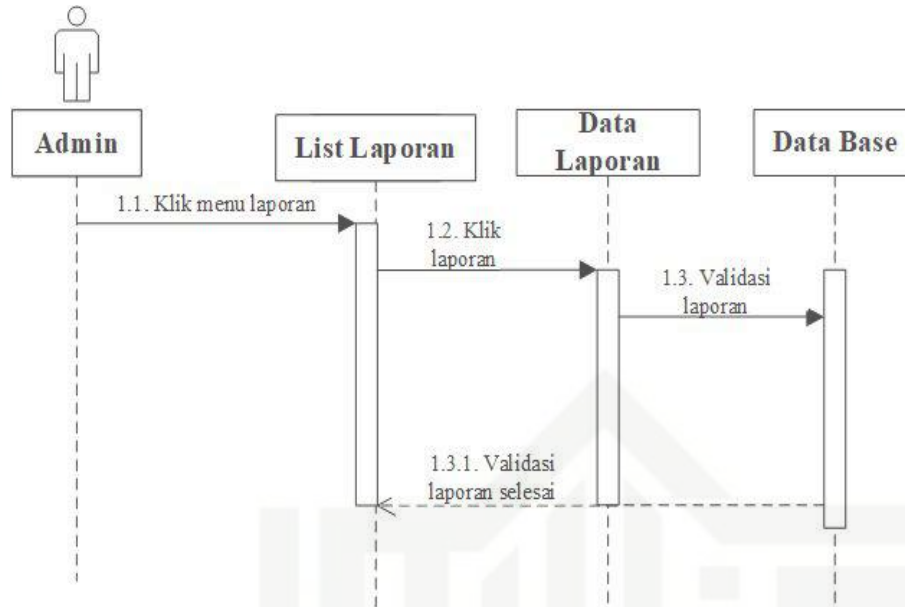 Admin
List Laporan
Data
Laporan
Data Base
1.1. Klik menu laporan
1.2. Klik
laporan
1.3. Validasi
laporan
1.3.1. Validasi
laporan selesai